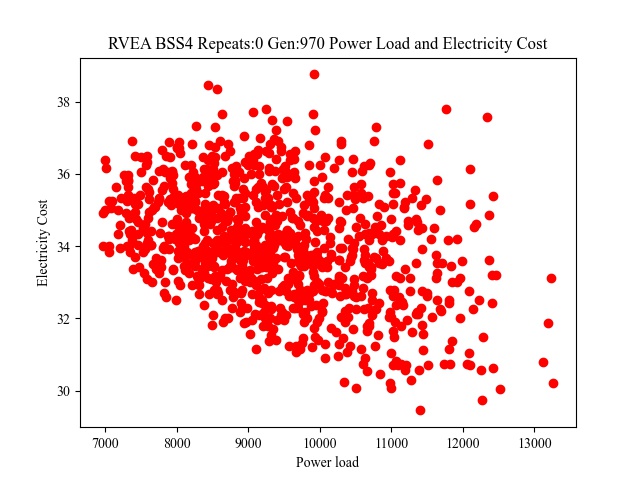 RVEA BSS4 Repeats:0 Gen:970 Power Load and Electricity Cost
38
36
34
32
30
Electricity Cost
7000 8000 9000 10000 11000 12000 13000
Power load